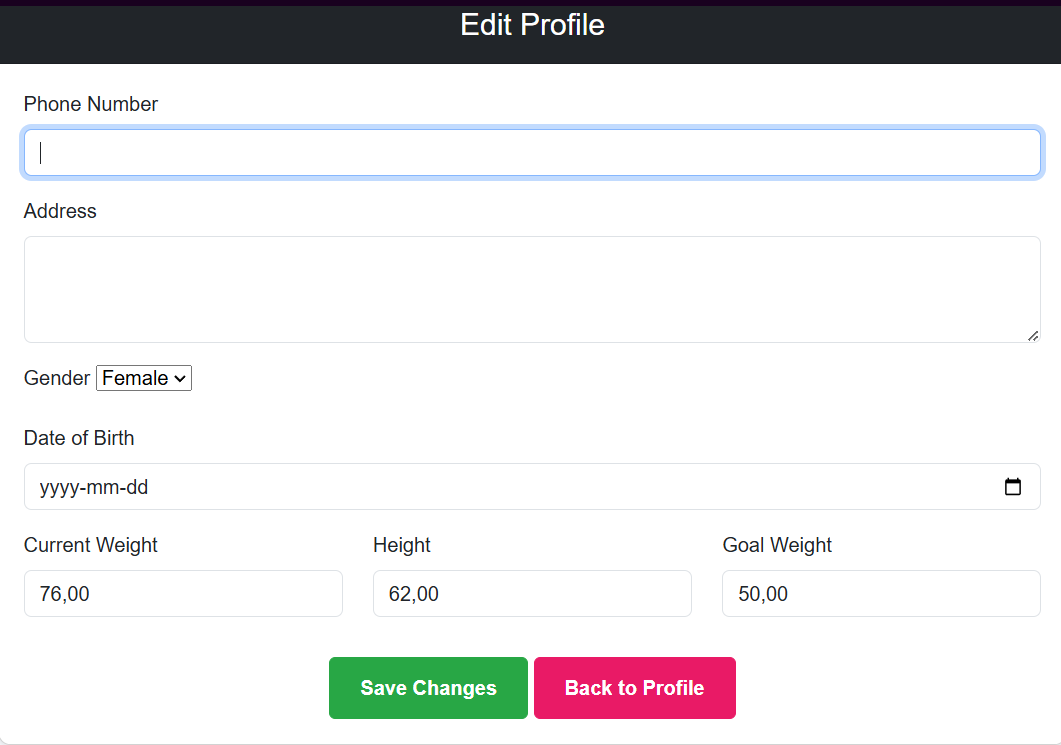 Edit Profile
Phone Number
Address
Gender Female
Date of Birth
yyyy-mm-dd
Current Weight Height Goal Weight
76,00 62,00 50,00
Save Changes Back to Profile